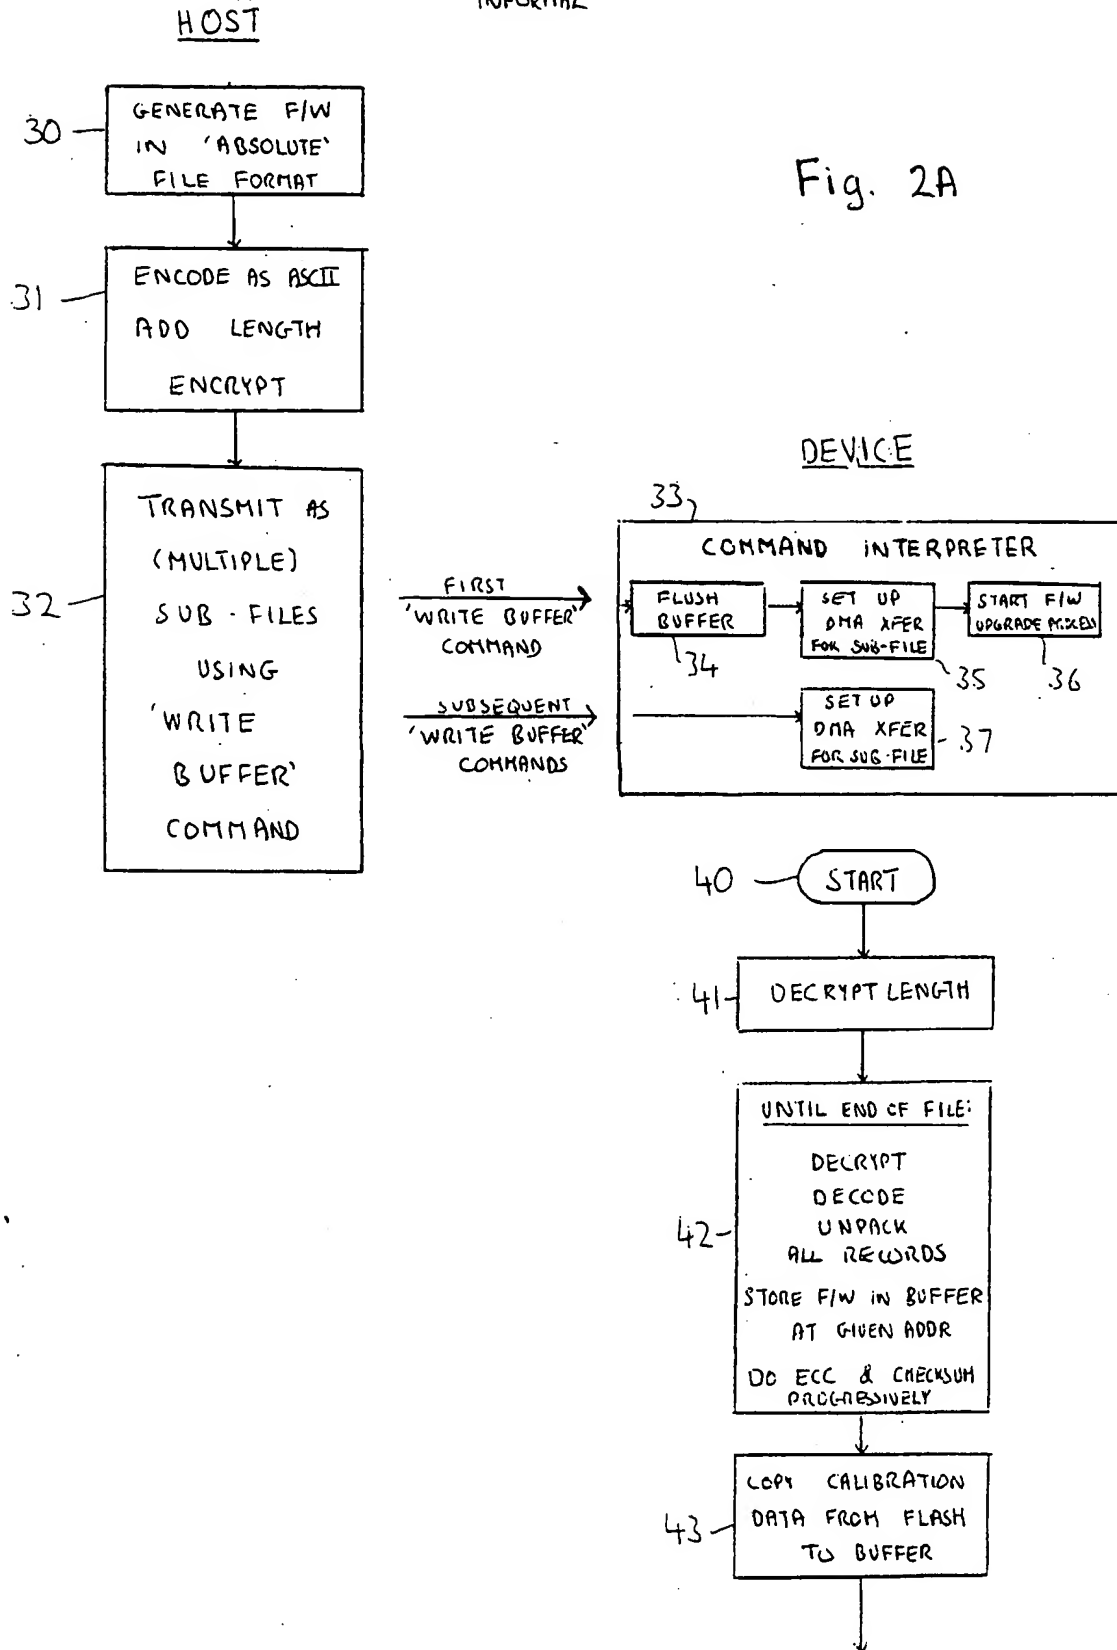 INFORMAL
HOST
30
GENERATE F/W
IN 'ABSOLUTE'
FILE FORMAT
Fig. 2A
31
ENCODE AS ASCII
ADD LENGTH
ENCRYPT
32
TRANSMIT AS
(MULTIPLE)
SUB-FILES
USING
'WRITE
BUFFER'
COMMAND
FIRST
'WRITE BUFFER'
COMMAND
SUBSEQUENT
'WRITE BUFFER'
COMMANDS
DEVICE
33
COMMAND INTERPRETER
FLUSH
BUFFER
34
SET UP
DMA XFER
FOR SUB-FILE
35
START F/W
UPGRADE PROCESS
36
SET UP
DMA XFER
FOR SUB-FILE
37
40
START
41
DECRYPT LENGTH
42
UNTIL END OF FILE:
DECRYPT
DECODE
UNPACK
ALL RECORDS
STORE F/W IN BUFFER
AT GIVEN ADDR
DO ECC & CHECKSUM
PROGRESSIVELY
43
COPY CALIBRATION
DATA FROM FLASH
TO BUFFER